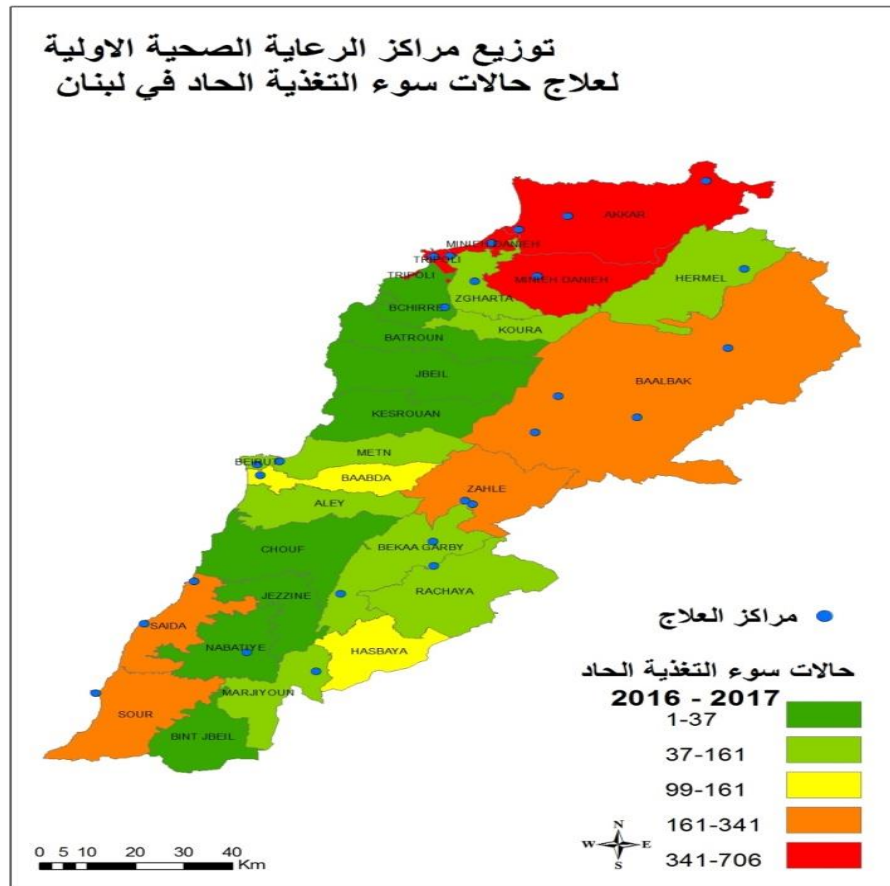 توزيع مراكز الرعاية الصحية الاولية
لعلاج حالات سوء التغذية الحاد في لبنان
AKKAR
MINIEH DANIEH
TRIPOLI
TRIPOLI
MINIEH DANIEH
HERMEL
ZGHARTA
BCHIRRE
KOURA
BATROUN
JBEIL
BAALBAK
KESROUAN
METN
BEIRUT
BAABDA
ZAHLE
ALEY
CHOUF
BEKAA GARBY
RACHAYA
JEZZINE
SAIDA
NABATIYE
HASBAYA
MARJIYOUN
SOUR
BINT JBEIL
مراكز العلاج
حالات سوء التغذية الحاد
2016 - 2017
1-37
37-161
99-161
161-341
341-706
N
W E
S
0 5 10 20 30 40
Km